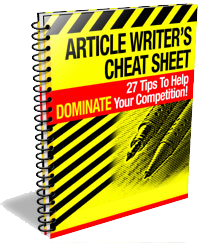 ARTICLE WRITER'S
CHEAT SHEET
27 Tips To Help
DOMINATE Your Competition!